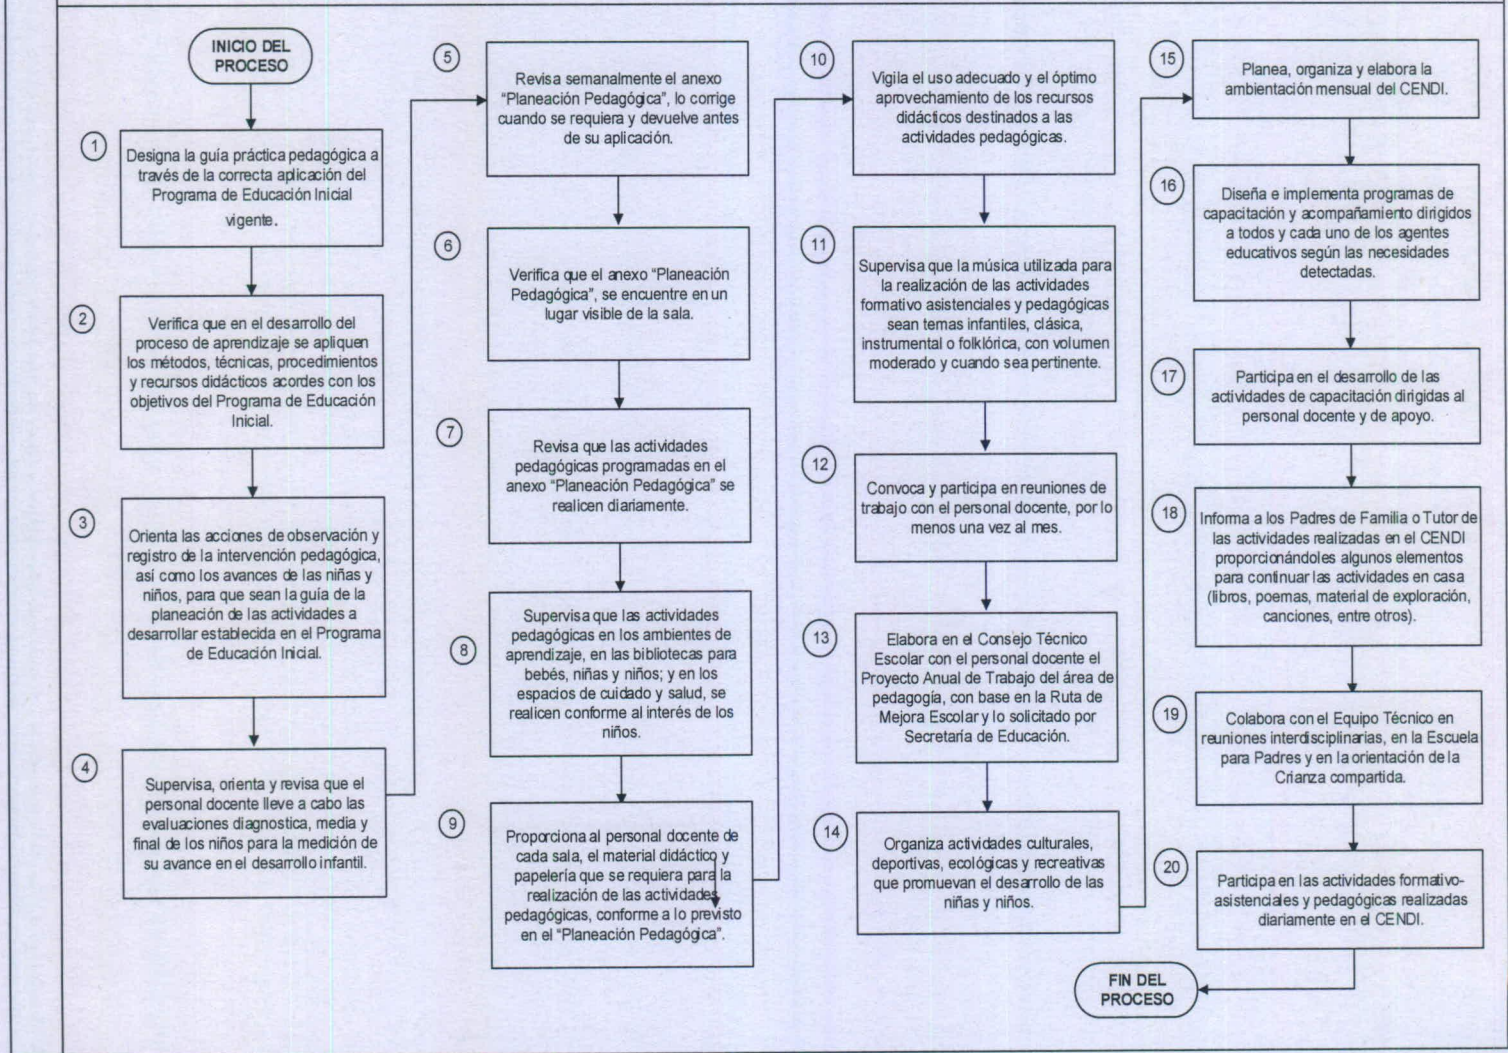 INICIO DEL
PROCESO
1
Designa la guía práctica pedagógica a
través de la correcta aplicación del
Programa de Educación Inicial
vigente.
2
Verifica que en el desarrollo del
proceso de aprendizaje se apliquen
los métodos, técnicas, procedimientos
y recursos didácticos acordes con los
objetivos del Programa de Educación
Inicial.
3
Orienta las acciones de observación y
registro de la intervención pedagógica,
así como los avances de las niñas y
niños, para que sean la guía de la
planeación de las actividades a
desarrollar establecida en el Programa
de Educación Inicial.
4
Supervisa, orienta y revisa que el
personal docente lleve a cabo las
evaluaciones diagnostica, media y
final de los niños para la medición de
su avance en el desarrollo infantil.
5
Revisa semanalmente el anexo
“Planeación Pedagógica”, lo corrige
cuando se requiera y devuelve antes
de su aplicación.
6
Verifica que el anexo “Planeación
Pedagógica”, se encuentre en un
lugar visible de la sala.
7
Revisa que las actividades
pedagógicas programadas en el
anexo “Planeación Pedagógica” se
realicen diariamente.
8
Supervisa que las actividades
pedagógicas en los ambientes de
aprendizaje, en las bibliotecas para
bebés, niñas y niños; y en los
espacios de cuidado y salud, se
realicen conforme al interés de los
niños.
9
Proporciona al personal docente de
cada sala, el material didáctico y
papelería que se requiera para la
realización de las actividades
pedagógicas, conforme a lo previsto
en el “Planeación Pedagógica”.
10
Vigila el uso adecuado y el óptimo
aprovechamiento de los recursos
didácticos destinados a las
actividades pedagógicas.
11
Supervisa que la música utilizada para
la realización de las actividades
formativo asistenciales y pedagógicas
sean temas infantiles, clásica,
instrumental o folklórica, con volumen
moderado y cuando sea pertinente.
12
Convoca y participa en reuniones de
trabajo con el personal docente, por lo
menos una vez al mes.
13
Elabora en el Consejo Técnico
Escolar con el personal docente el
Proyecto Anual de Trabajo del área de
pedagogía, con base en la Ruta de
Mejora Escolar y lo solicitado por
Secretaría de Educación.
14
Organiza actividades culturales,
deportivas, ecológicas y recreativas
que promuevan el desarrollo de las
niñas y niños.
15
Planea, organiza y elabora la
ambientación mensual del CENDI.
16
Diseña e implementa programas de
capacitación y acompañamiento dirigidos
a todos y cada uno de los agentes
educativos según las necesidades
detectadas.
17
Participa en el desarrollo de las
actividades de capacitación dirigidas al
personal docente y de apoyo.
18
Informa a los Padres de Familia o Tutor de
las actividades realizadas en el CENDI
proporcionándoles algunos elementos
para continuar las actividades en casa
(libros, poemas, material de exploración,
canciones, entre otros).
19
Colabora con el Equipo Técnico en
reuniones interdisciplinarias, en la Escuela
para Padres y en la orientación de la
Crianza compartida.
20
Participa en las actividades formativo-
asistenciales y pedagógicas realizadas
diariamente en el CENDI.
FIN DEL
PROCESO